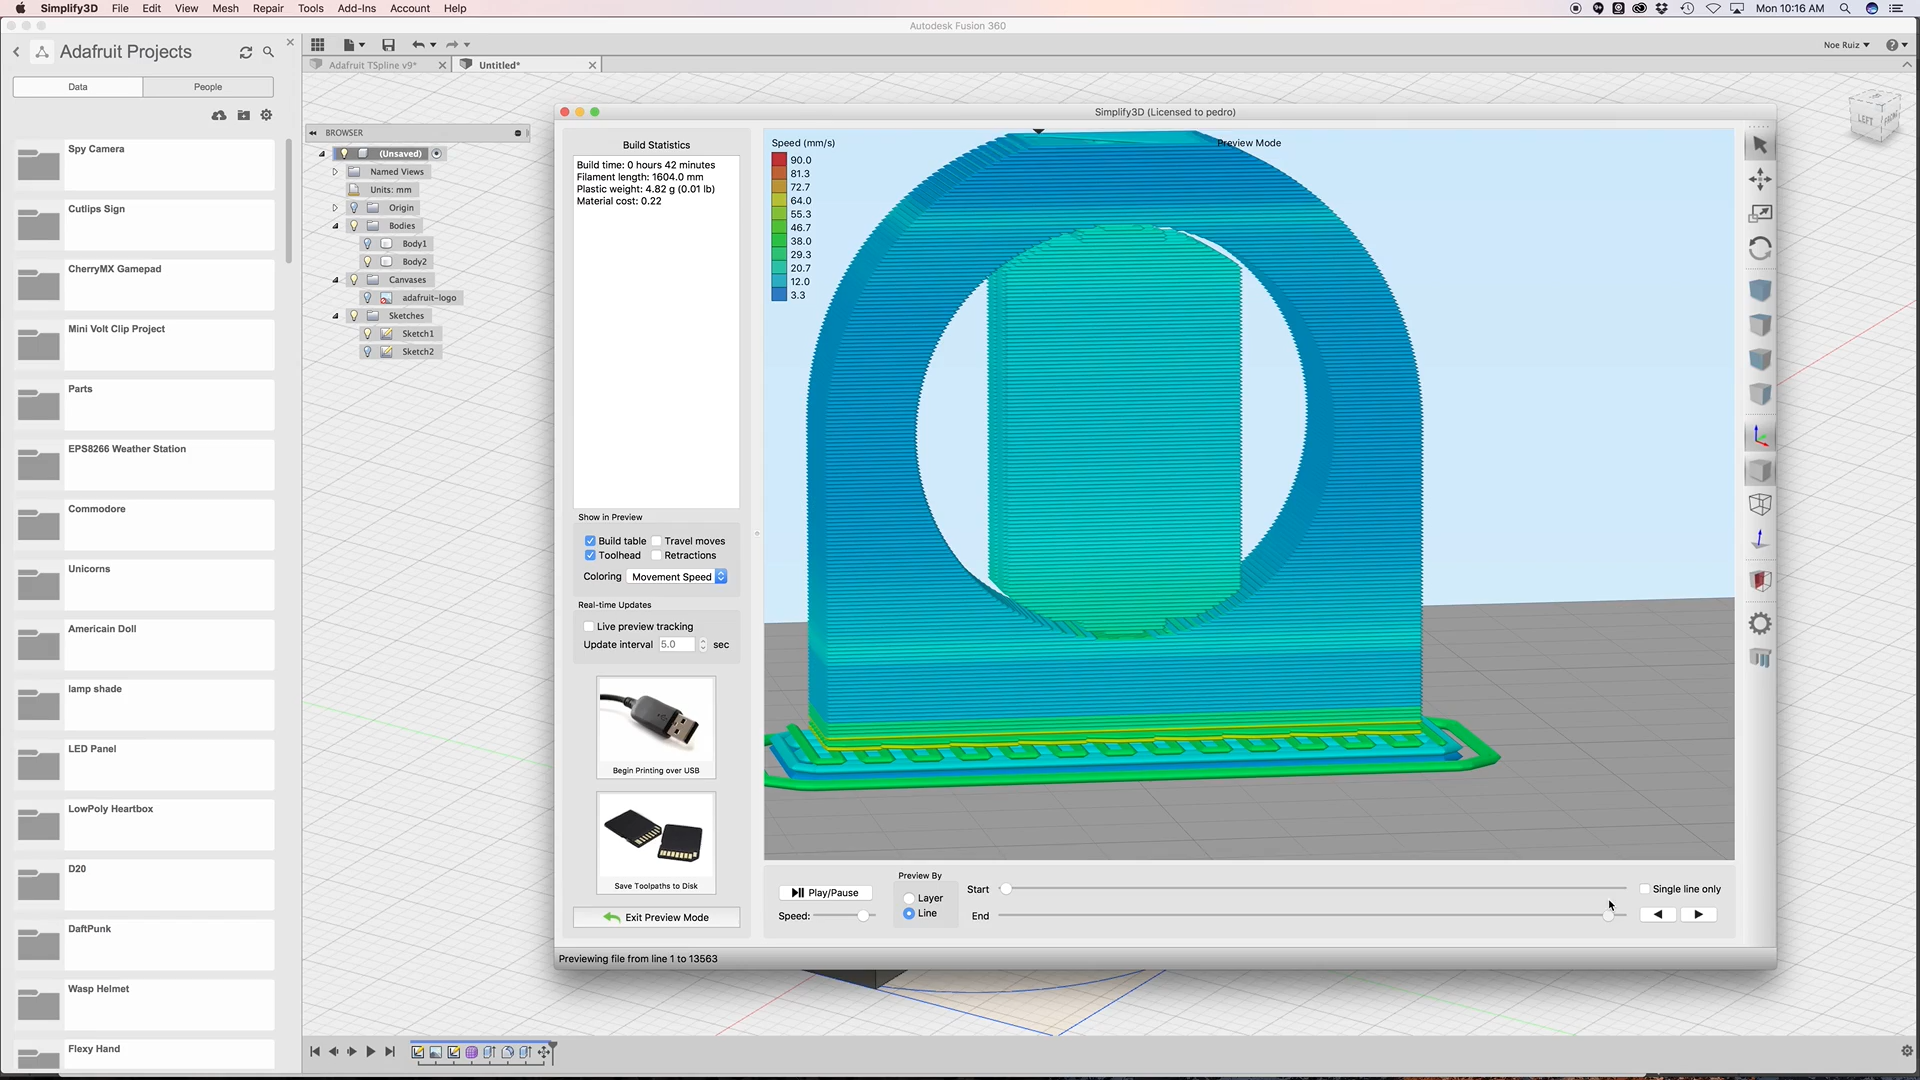 Simplify3D File Edit View Mesh Repair Tools Add-Ins Account Help
Mon 10:16 AM
Autodesk Fusion 360
Adafruit Projects
Noe Ruiz
Adafruit TSpline v9*
Untitled*
Data
People
Spy Camera
Cutlips Sign
CherryMX Gamepad
Mini Volt Clip Project
Parts
EPS8266 Weather Station
Commodore
Unicorns
Americain Doll
lamp shade
LED Panel
LowPoly Heartbox
D20
DaftPunk
Wasp Helmet
Flexy Hand
BROWSER
(Unsaved)
Named Views
Units: mm
Origin
Bodies
Body1
Body2
Canvases
adafruit-logo
Sketches
Sketch1
Sketch2
LEFT
Simplify3D (Licensed to pedro)
Build Statistics
Build time: 0 hours 42 minutes
Filament length: 1604.0 mm
Plastic weight: 4.82 g (0.01 lb)
Material cost: 0.22
Show in Preview
Build table
Travel moves
Toolhead
Retractions
Coloring
Movement Speed
Real-time Updates
Live preview tracking
Update interval 5.0 sec
Begin Printing over USB
Save Toolpaths to Disk
Exit Preview Mode
Speed (mm/s)
90.0
81.3
72.7
64.0
55.3
46.7
38.0
29.3
20.7
12.0
3.3
Preview Mode
Play/Pause
Speed:
Preview By
Layer
Line
Start
End
Single line only
Previewing file from line 1 to 13563